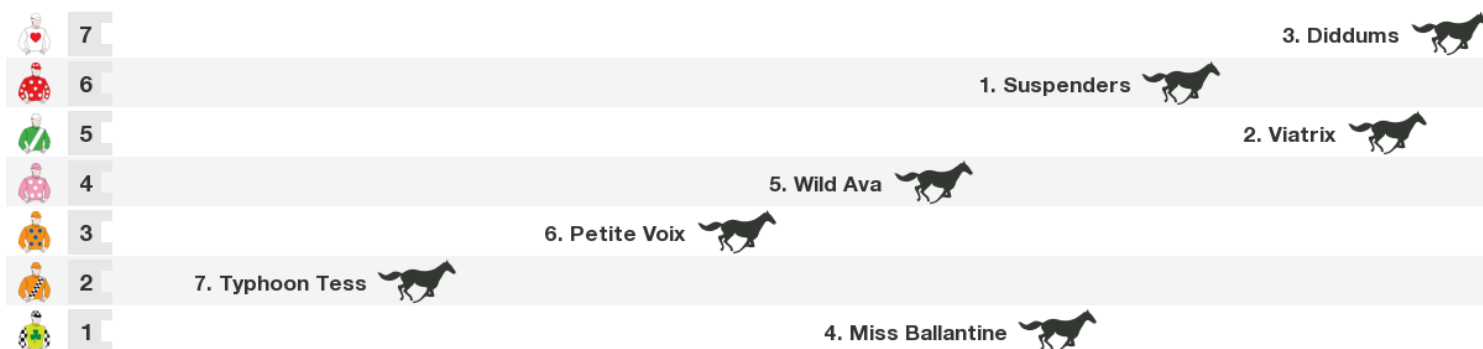 7 3. Diddums
6 1. Suspenders
5 2. Viatrix
4 5. Wild Ava
3 6. Petite Voix
2 7. Typhoon Tess
1 4. Miss Ballantine